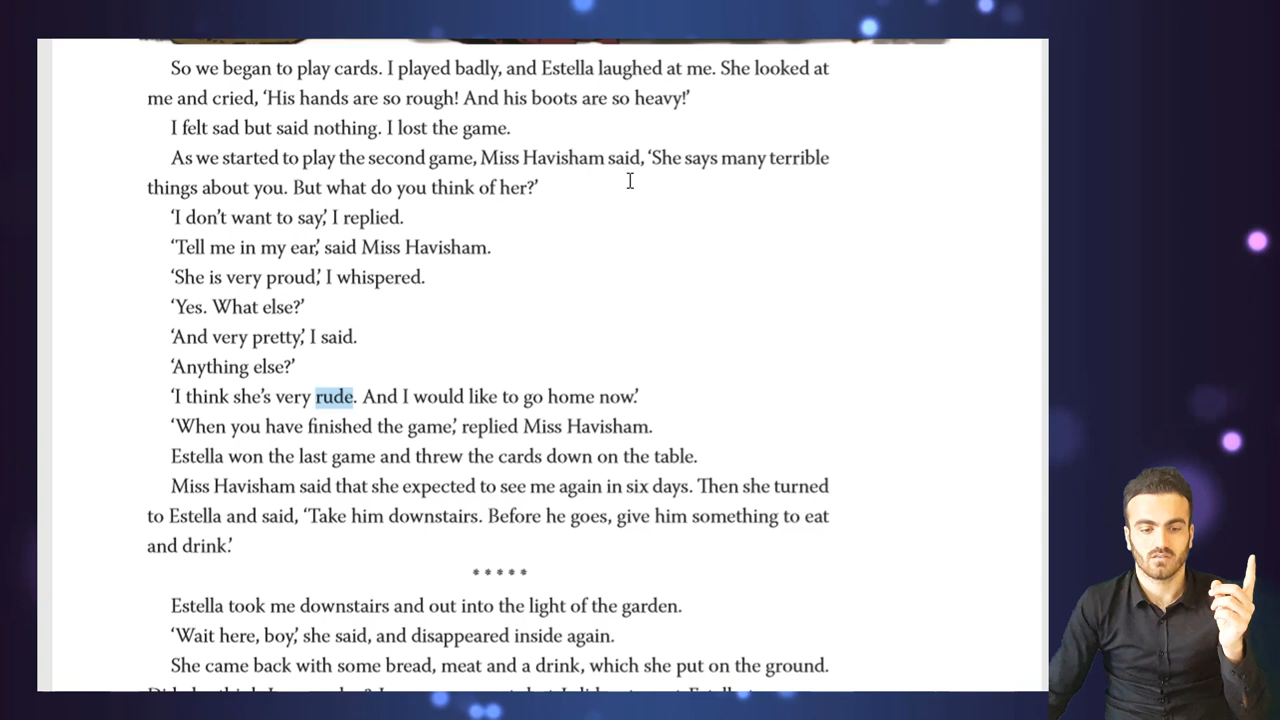 So we began to play cards. I played badly, and Estella laughed at me. She looked at
me and cried, ‘His hands are so rough! And his boots are so heavy!’
I felt sad but said nothing. I lost the game.
As we started to play the second game, Miss Havisham said, ‘She says many terrible
things about you. But what do you think of her?’
‘I don’t want to say,’ I replied.
‘Tell me in my ear,’ said Miss Havisham.
‘She is very proud,’ I whispered.
‘Yes. What else?’
‘And very pretty,’ I said.
‘Anything else?’
‘I think she’s very rude. And I would like to go home now.’
‘When you have finished the game,’ replied Miss Havisham.
Estella won the last game and threw the cards down on the table.
Miss Havisham said that she expected to see me again in six days. Then she turned
to Estella and said, ‘Take him downstairs. Before he goes, give him something to eat
and drink.’
* * * * *
Estella took me downstairs and out into the light of the garden.
‘Wait here, boy,’ she said, and disappeared inside again.
She came back with some bread, meat and a drink, which she put on the ground.